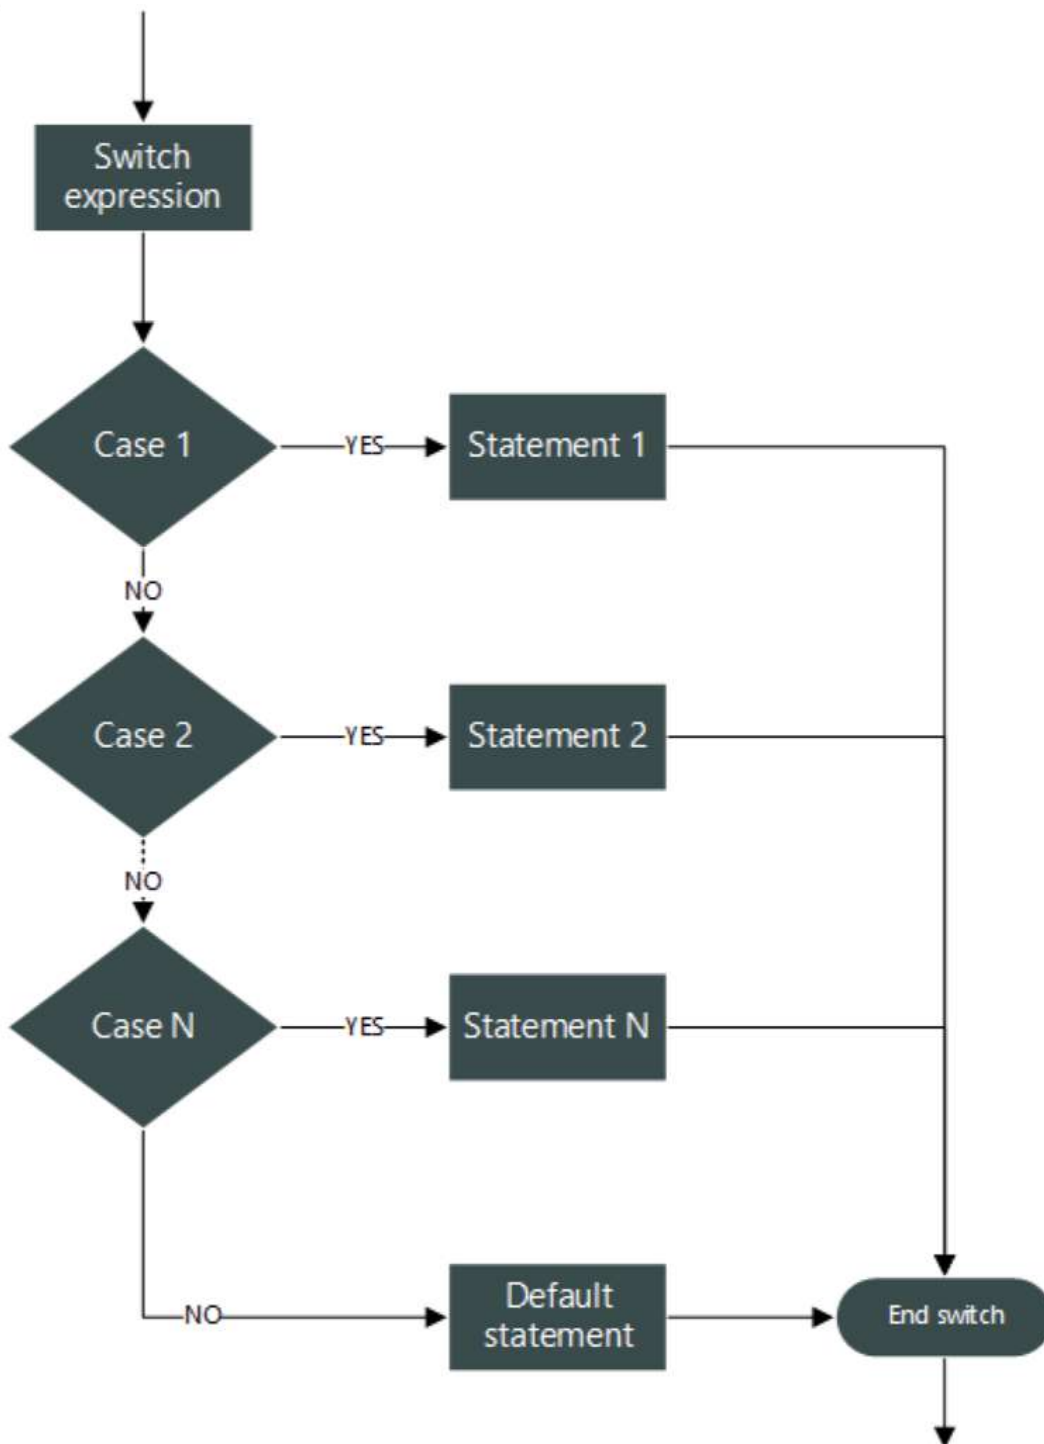 Switch
expression
Case 1
YES
Statement 1
NO
Case 2
YES
Statement 2
NO
Case N
YES
Statement N
NO
Default
statement
End switch